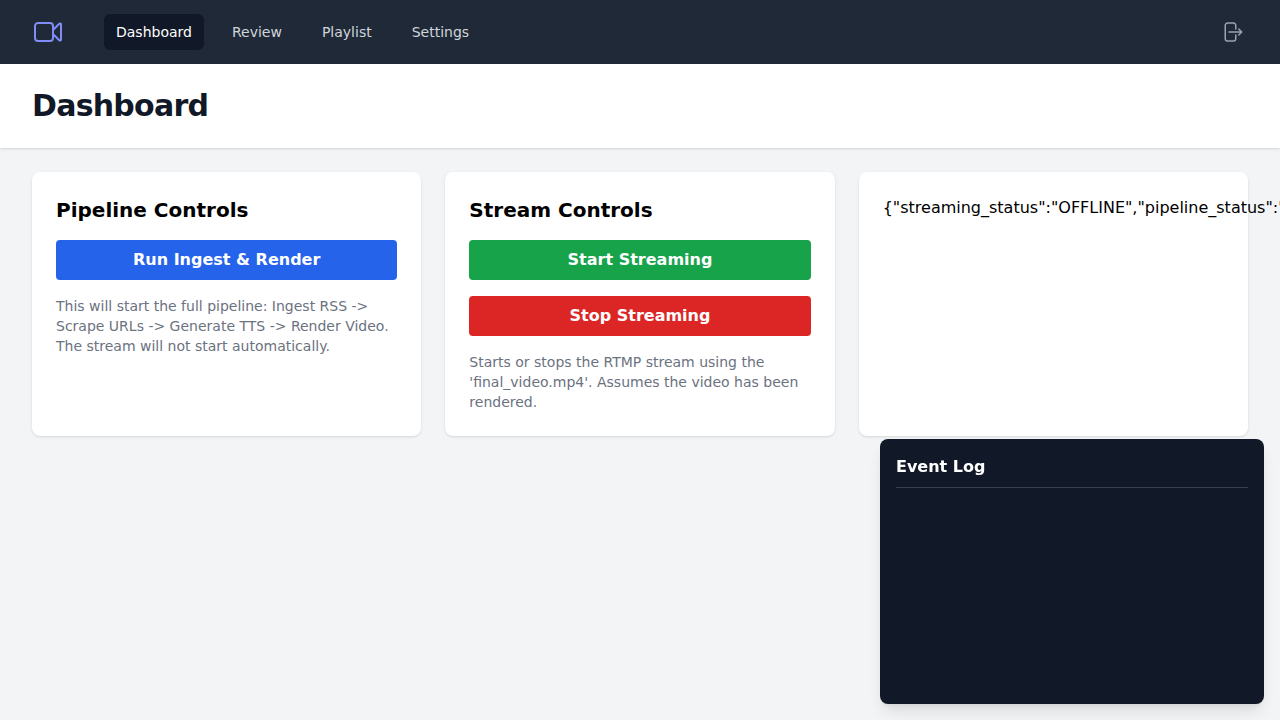 Dashboard
Review
Playlist
Settings
Dashboard
Pipeline Controls
Run Ingest & Render
This will start the full pipeline: Ingest RSS ->
Scrape URLs -> Generate TTS -> Render Video.
The stream will not start automatically.
Stream Controls
Start Streaming
Stop Streaming
Starts or stops the RTMP stream using the
'final_video.mp4'. Assumes the video has been
rendered.
{"streaming_status":"OFFLINE","pipeline_status":"
Event Log